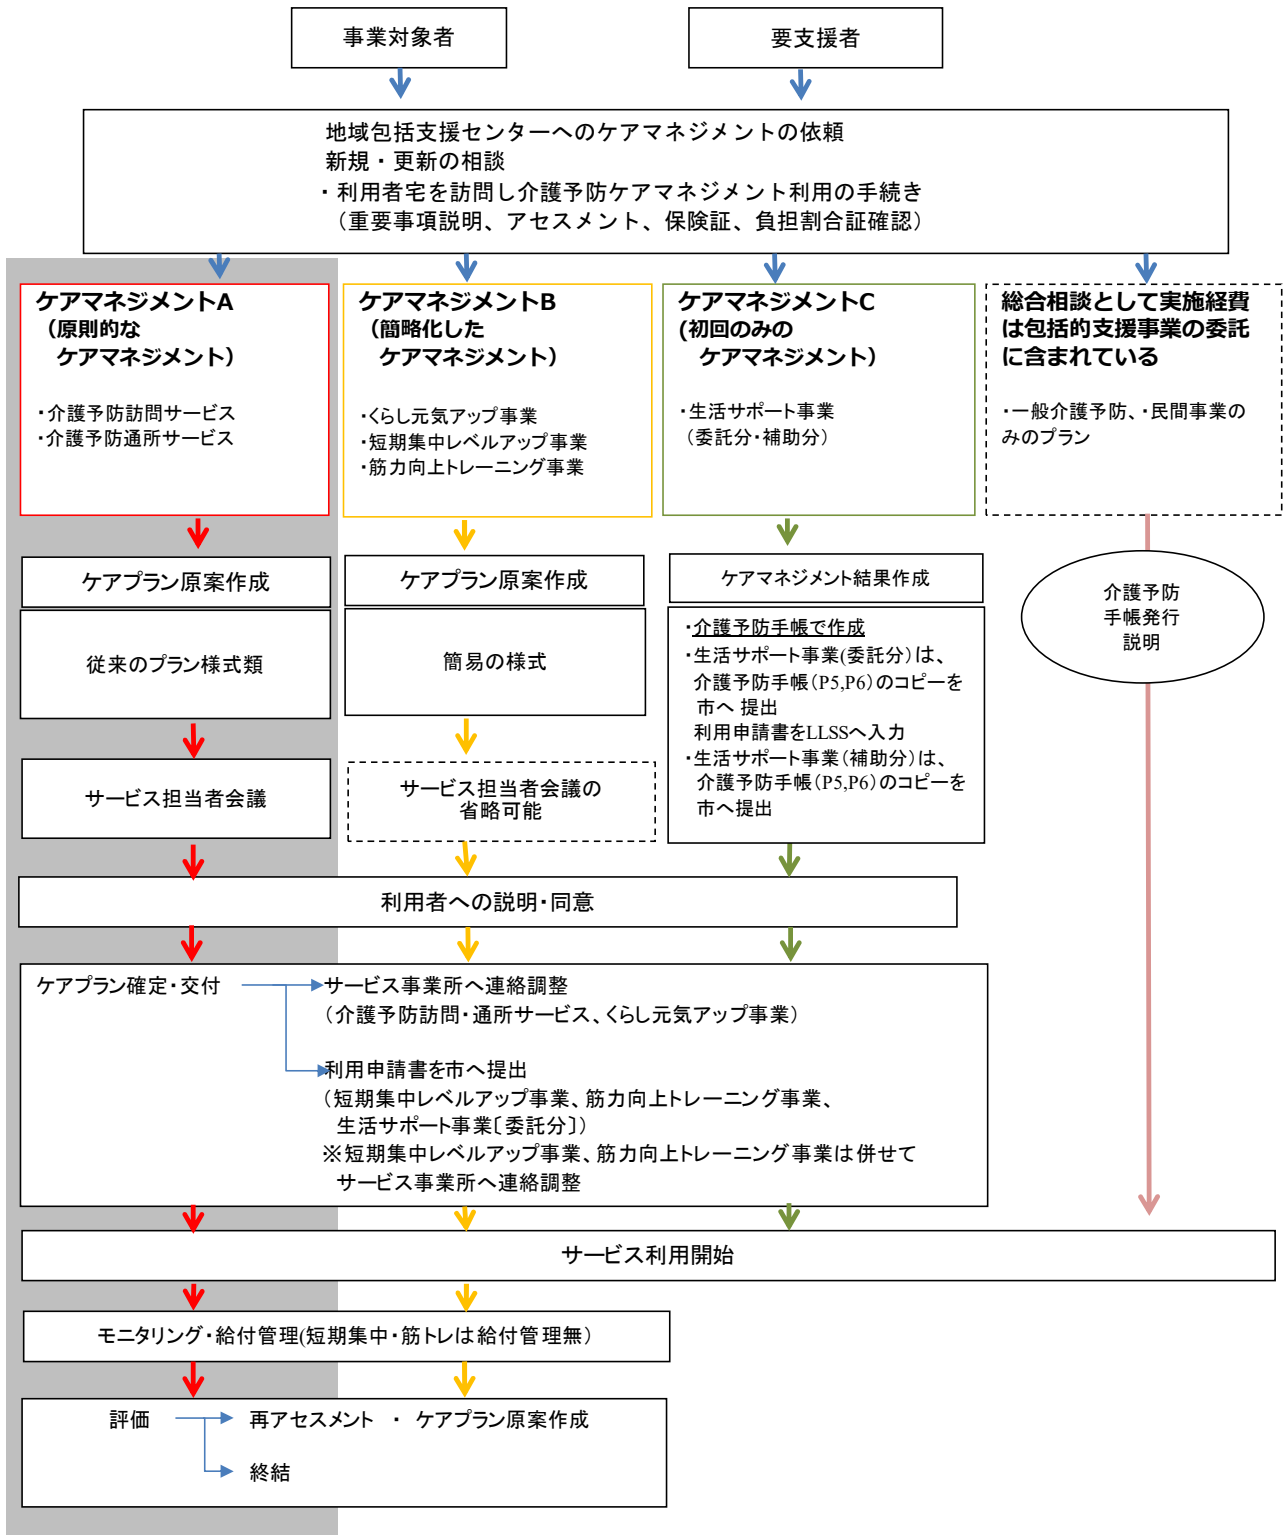 事業対象者
要支援者
地域包括支援センターへのケアマネジメントの依頼
新規・更新の相談
・利用者宅を訪問し介護予防ケアマネジメント利用の手続き
（重要事項説明、アセスメント、保険証、負担割合証確認）
ケアマネジメントA
（原則的な
ケアマネジメント）
・介護予防訪問サービス
・介護予防通所サービス
ケアマネジメントB
（簡略化した
ケアマネジメント）
・くらし元気アップ事業
・短期集中レベルアップ事業
・筋力向上トレーニング事業
ケアマネジメントC
(初回のみの
ケアマネジメント）
・生活サポート事業
（委託分・補助分）
総合相談として実施経費
は包括的支援事業の委託
に含まれている
・一般介護予防、・民間事業の
みのプラン
ケアプラン原案作成
従来のプラン様式類
サービス担当者会議
ケアプラン原案作成
簡易の様式
サービス担当者会議の
省略可能
ケアマネジメント結果作成
・介護予防手帳で作成
・生活サポート事業(委託分）は、
介護予防手帳（P5,P6）のコピーを
市へ 提出
利用申請書をLLSSへ入力
・生活サポート事業（補助分）は、
介護予防手帳（P5,P6）のコピーを
市へ提出
介護予防
手帳発行
説明
利用者への説明・同意
ケアプラン確定・交付
サービス事業所へ連絡調整
（介護予防訪問・通所サービス、くらし元気アップ事業）
利用申請書を市へ提出
（短期集中レベルアップ事業、筋力向上トレーニング事業、
生活サポート事業〔委託分〕）
※短期集中レベルアップ事業、筋力向上トレーニング事業は併せて
サービス事業所へ連絡調整
サービス利用開始
モニタリング・給付管理(短期集中・筋トレは給付管理無）
評価
再アセスメント ・ ケアプラン原案作成
終結